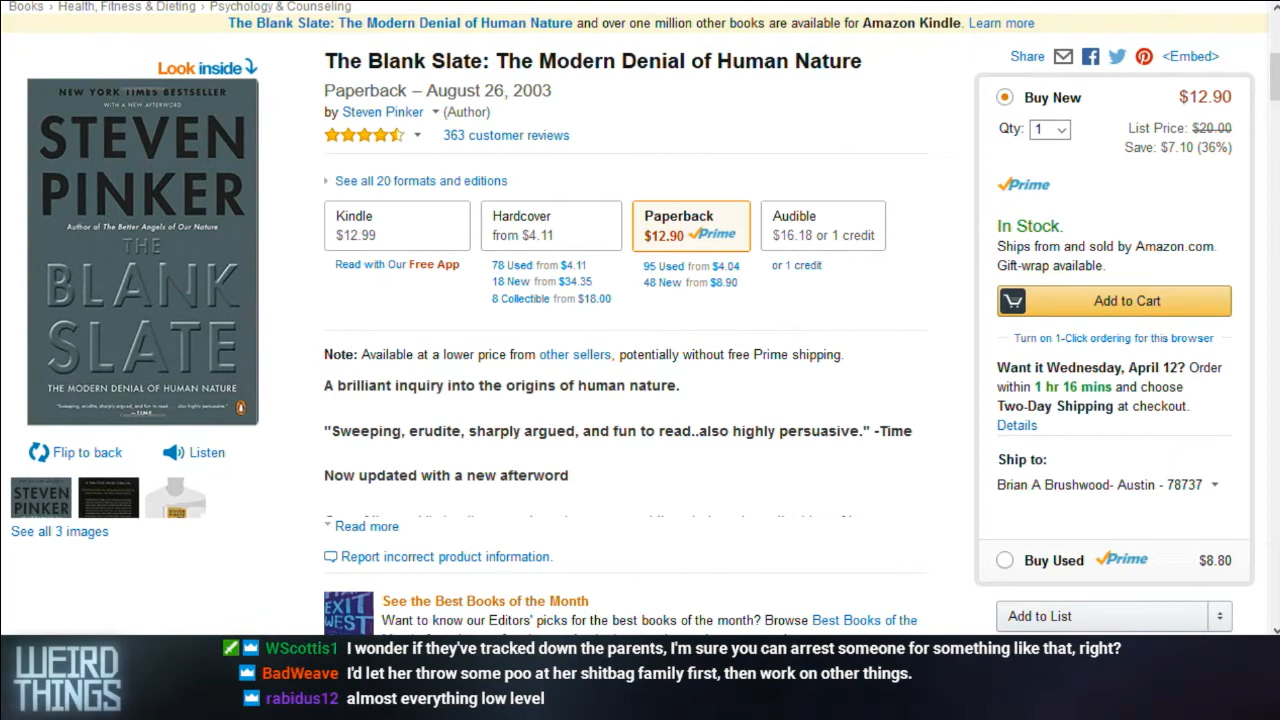 Books › Health, Fitness & Dieting › Psychology & Counseling
The Blank Slate: The Modern Denial of Human Nature and over one million other books are available for Amazon Kindle. Learn more
Look inside
NEW YORK TIMES BESTSELLER
WITH A NEW AFTERWORD
STEVEN
PINKER
Author of The Better Angels of Our Nature
THE
BLANK
SLATE
THE MODERN DENIAL OF HUMAN NATURE
"Sweeping, erudite, sharply argued, and fun to read...also highly persuasive."
—TIME
Flip to back
Listen
STEVEN
PINKER
See all 3 images
The Blank Slate: The Modern Denial of Human Nature
Paperback – August 26, 2003
by Steven Pinker (Author)
363 customer reviews
See all 20 formats and editions
Kindle
$12.99
Read with Our Free App
Hardcover
from $4.11
78 Used from $4.11
18 New from $34.35
8 Collectible from $18.00
Paperback
$12.90 Prime
95 Used from $4.04
48 New from $8.90
Audible
$16.18 or 1 credit
or 1 credit
Note: Available at a lower price from other sellers, potentially without free Prime shipping.
A brilliant inquiry into the origins of human nature.
"Sweeping, erudite, sharply argued, and fun to read..also highly persuasive." -Time
Now updated with a new afterword
Read more
Report incorrect product information.
EXIT
WEST
See the Best Books of the Month
Want to know our Editors' picks for the best books of the month? Browse Best Books of the
Share <Embed>
Buy New $12.90
Qty: 1 List Price: $20.00
Save: $7.10 (36%)
Prime
In Stock.
Ships from and sold by Amazon.com.
Gift-wrap available.
Add to Cart
Turn on 1-Click ordering for this browser
Want it Wednesday, April 12? Order
within 1 hr 16 mins and choose
Two-Day Shipping at checkout.
Details
Ship to:
Brian A Brushwood- Austin - 78737
Buy Used Prime $8.80
Add to List
WEIRD
THINGS
WScottis1 I wonder if they've tracked down the parents, I'm sure you can arrest someone for something like that, right?
BadWeave I'd let her throw some poo at her shitbag family first, then work on other things.
rabidus12 almost everything low level